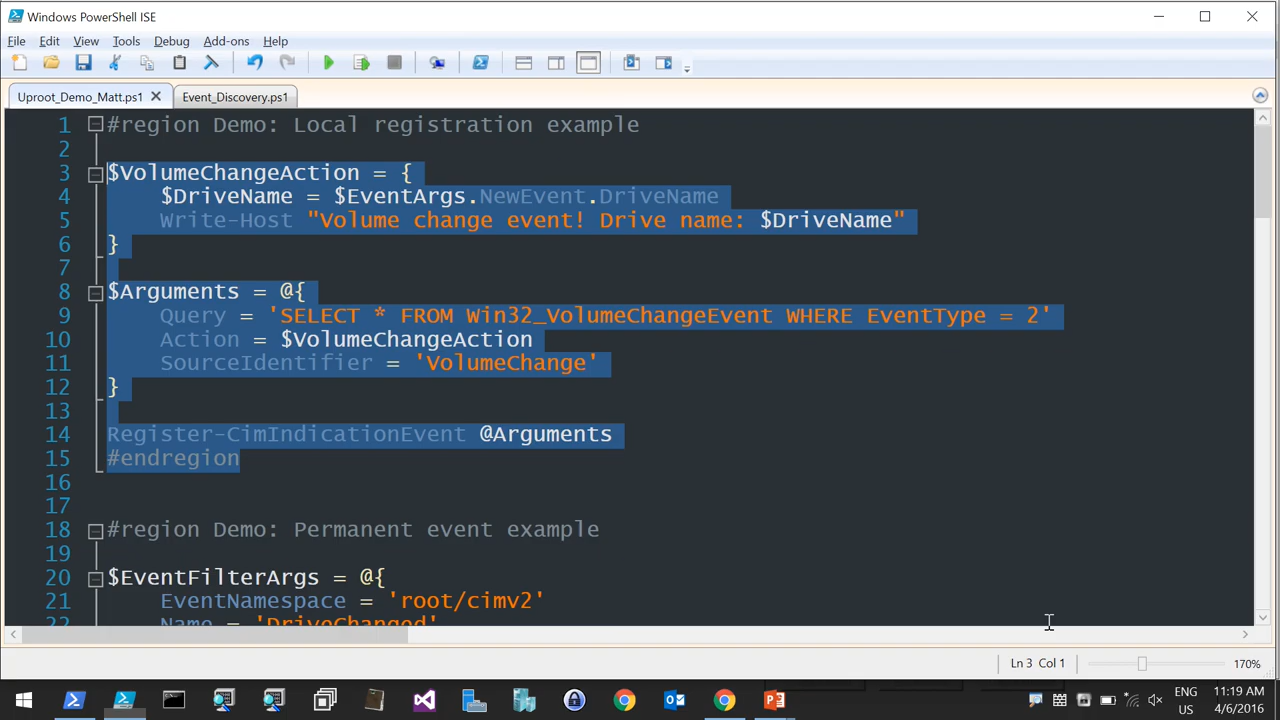 Windows PowerShell ISE
File Edit View Tools Debug Add-ons Help
Uproot_Demo_Matt.ps1 Event_Discovery.ps1
1 #region Demo: Local registration example
2
3 $VolumeChangeAction = {
4 $DriveName = $EventArgs.NewEvent.DriveName
5 Write-Host "Volume change event! Drive name: $DriveName"
6 }
7
8 $Arguments = @{
9 Query = 'SELECT * FROM Win32_VolumeChangeEvent WHERE EventType = 2'
10 Action = $VolumeChangeAction
11 SourceIdentifier = 'VolumeChange'
12 }
13
14 Register-CimIndicationEvent @Arguments
15 #endregion
16
17
18 #region Demo: Permanent event example
19
20 $EventFilterArgs = @{
21 EventNamespace = 'root/cimv2'
22 Name = 'DriveChanged'
Ln 3 Col 1 170%
ENG 11:19 AM
US 4/6/2016